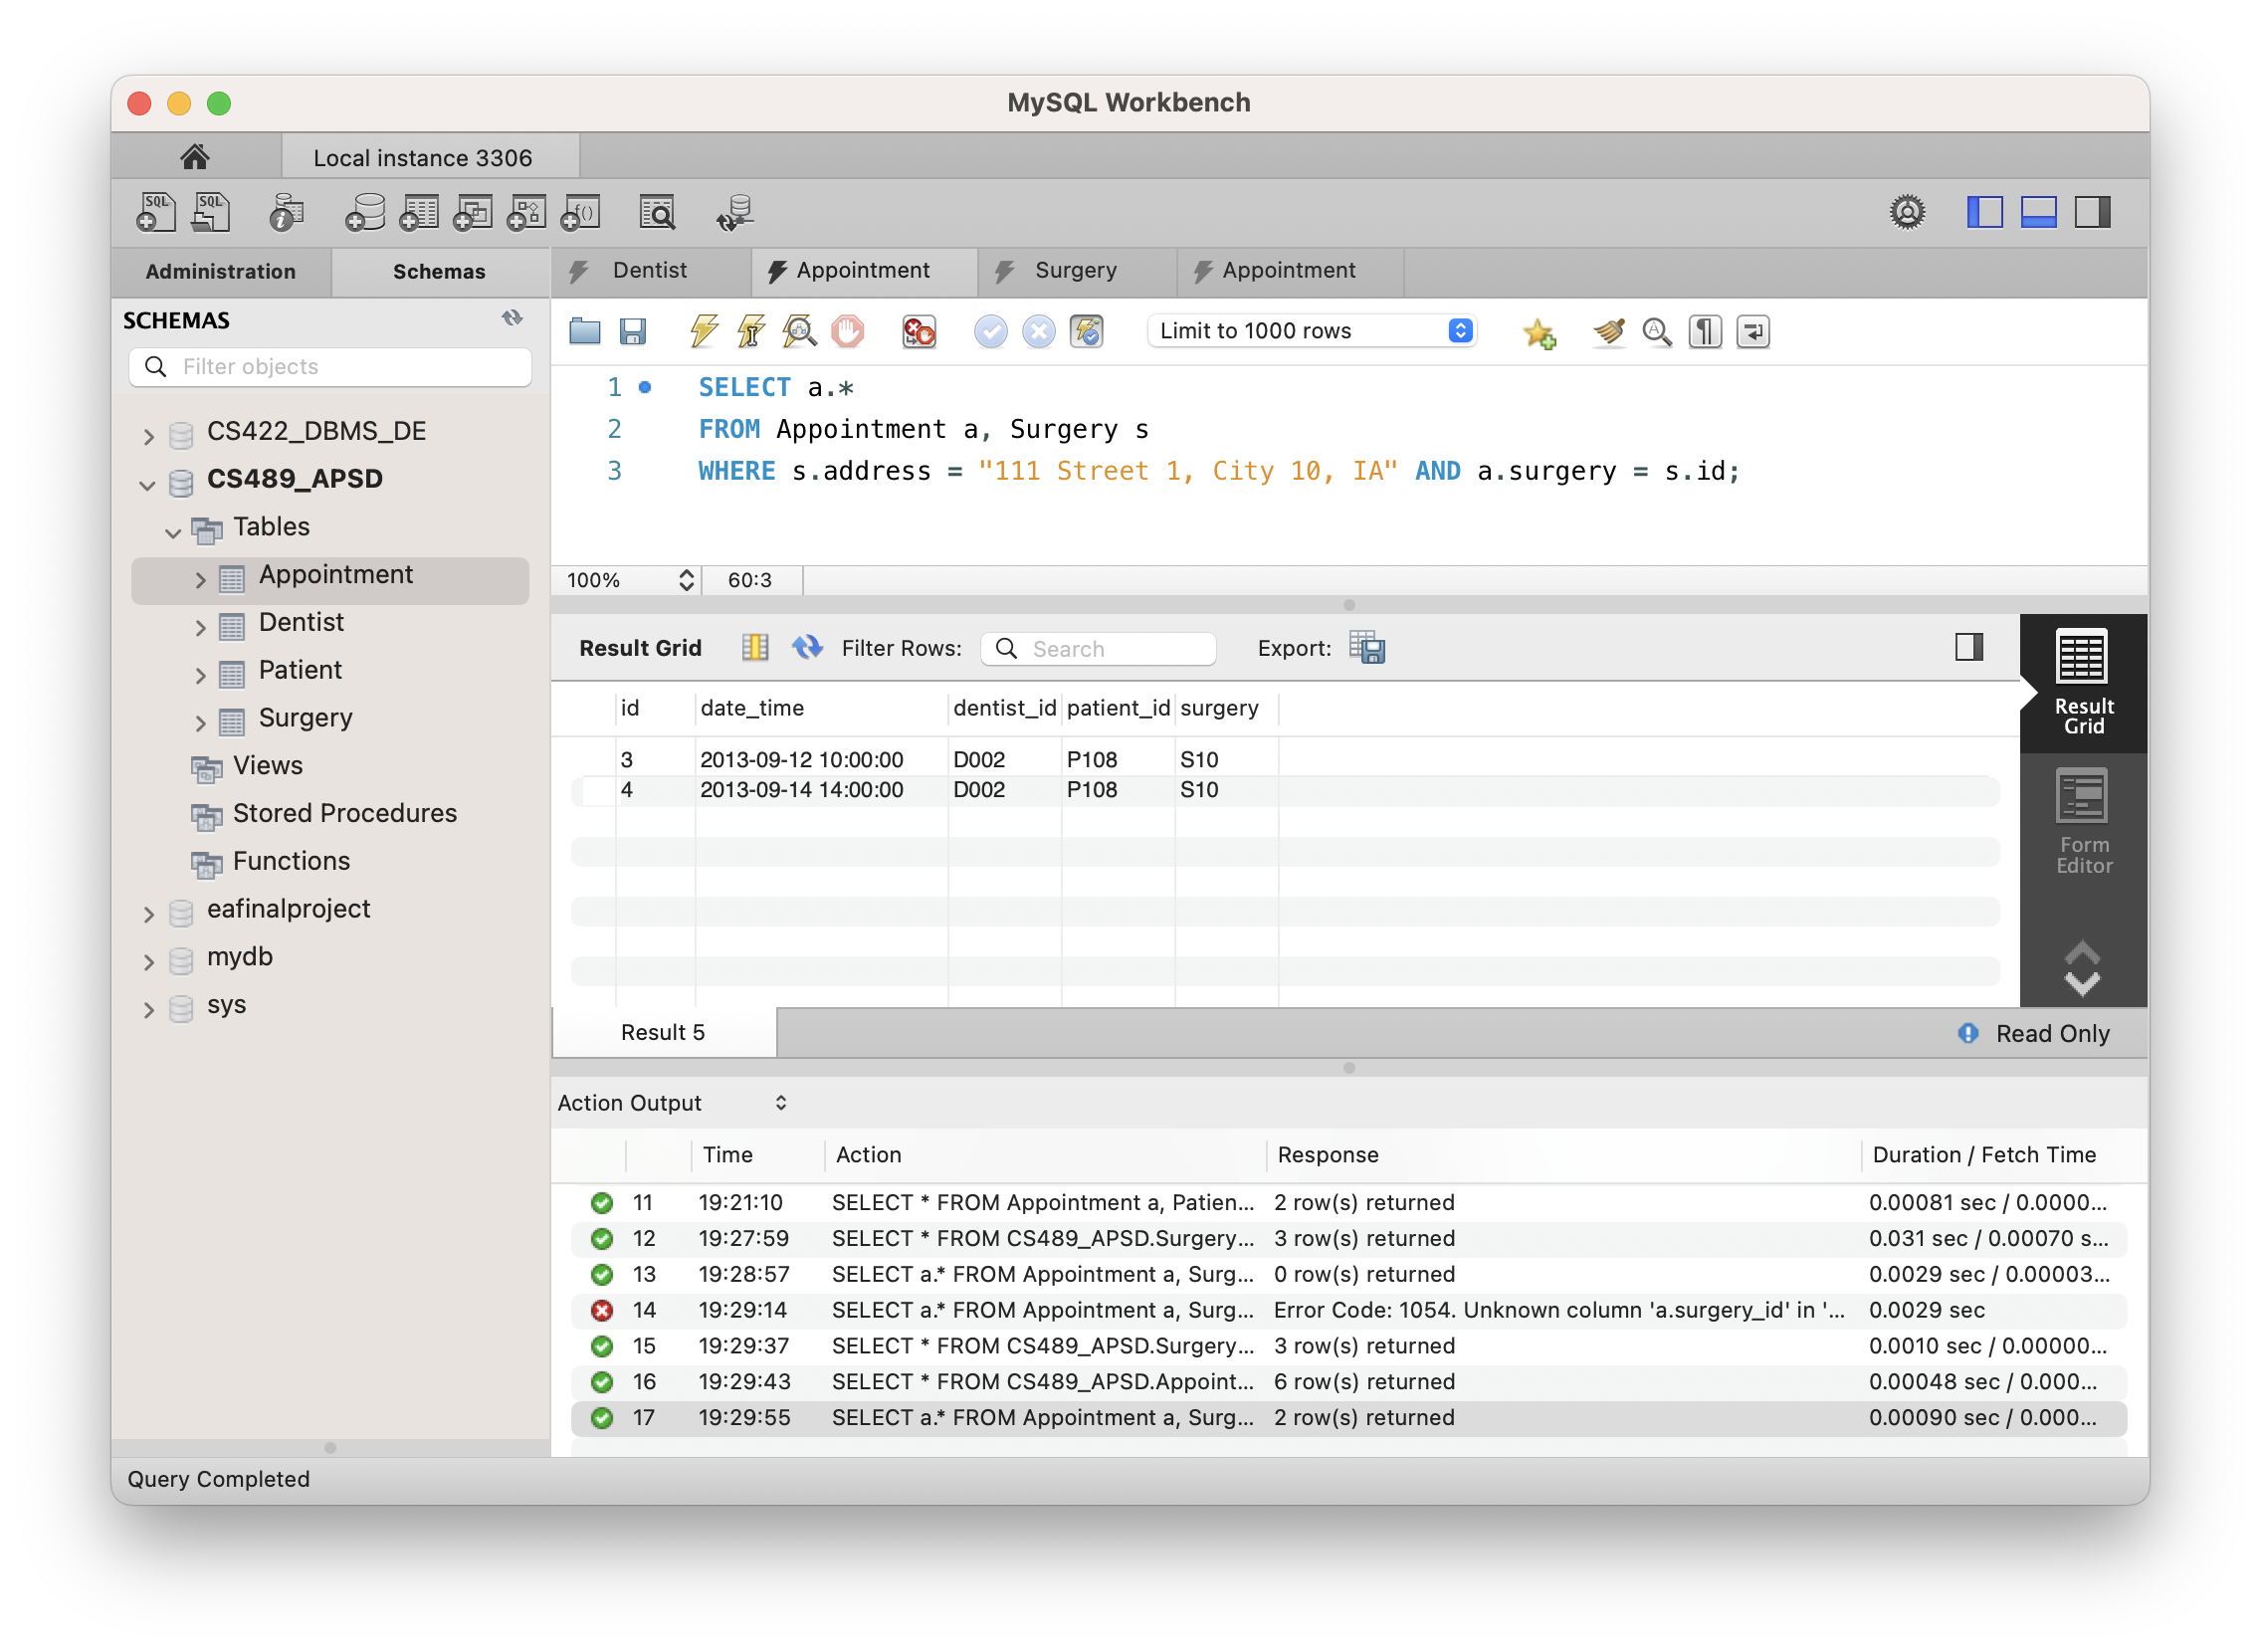 MySQL Workbench
Local instance 3306
SQL SQL i f()
Administration Schemas Dentist Appointment Surgery Appointment
SCHEMAS
Filter objects
Limit to 1000 rows
CS422_DBMS_DE
CS489_APSD
Tables
Appointment
Dentist
Patient
Surgery
Views
Stored Procedures
Functions
eafinalproject
mydb
sys
1 SELECT a.*
2 FROM Appointment a, Surgery s
3 WHERE s.address = "111 Street 1, City 10, IA" AND a.surgery = s.id;
100% 60:3
Result Grid Filter Rows: Search Export:
id date_time dentist_id patient_id surgery
3 2013-09-12 10:00:00 D002 P108 S10
4 2013-09-14 14:00:00 D002 P108 S10
Result
Grid
Form
Editor
Result 5 Read Only
Action Output
Time Action Response Duration / Fetch Time
11 19:21:10 SELECT * FROM Appointment a, Patien... 2 row(s) returned 0.00081 sec / 0.0000...
12 19:27:59 SELECT * FROM CS489_APSD.Surgery... 3 row(s) returned 0.031 sec / 0.00070 s...
13 19:28:57 SELECT a.* FROM Appointment a, Surg... 0 row(s) returned 0.0029 sec / 0.00003...
14 19:29:14 SELECT a.* FROM Appointment a, Surg... Error Code: 1054. Unknown column 'a.surgery_id' in '... 0.0029 sec
15 19:29:37 SELECT * FROM CS489_APSD.Surgery... 3 row(s) returned 0.0010 sec / 0.00000...
16 19:29:43 SELECT * FROM CS489_APSD.Appoint... 6 row(s) returned 0.00048 sec / 0.000...
17 19:29:55 SELECT a.* FROM Appointment a, Surg... 2 row(s) returned 0.00090 sec / 0.000...
Query Completed